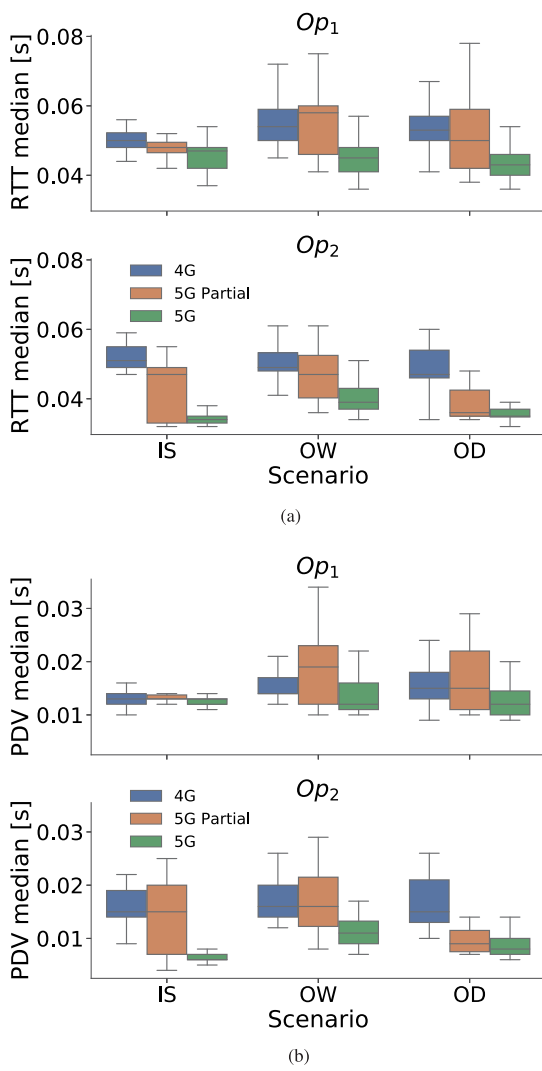 Op1
RTT median [s]
0.08
0.06
0.04
Op2
RTT median [s]
0.08
0.06
0.04
4G
5G Partial
5G
IS OW OD
Scenario
(a)
Op1
PDV median [s]
0.03
0.02
0.01
Op2
PDV median [s]
0.03
0.02
0.01
4G
5G Partial
5G
IS OW OD
Scenario
(b)